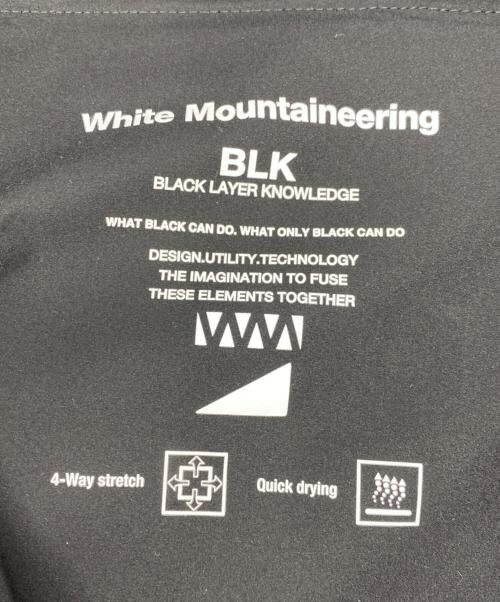 White Mountaineering
BLK
BLACK LAYER KNOWLEDGE
WHAT BLACK CAN DO. WHAT ONLY BLACK CAN DO
DESIGN.UTILITY.TECHNOLOGY
THE IMAGINATION TO FUSE
THESE ELEMENTS TOGETHER
4-Way stretch
Quick drying